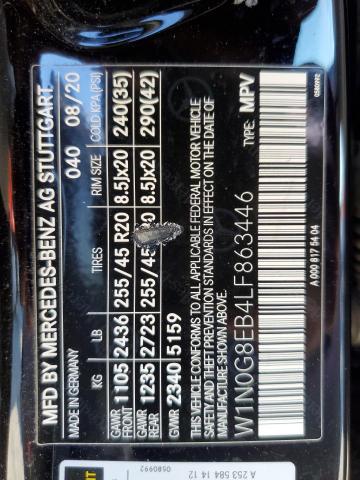 MFD BY MERCEDES-BENZ AG STUTTGART
MADE IN GERMANY 040 08/20
KG LB TIRES RIM SIZE COLD KPA(PSI)
GAWR FRONT 1105 2436 255/45 R20 8.5Jx20 240(35)
GAWR REAR 1235 2723 255/45 8.5Jx20 290(42)
GVWR 2340 5159
THIS VEHICLE CONFORMS TO ALL APPLICABLE FEDERAL MOTOR VEHICLE
SAFETY AND THEFT PREVENTION STANDARDS IN EFFECT ON THE DATE OF
MANUFACTURE SHOWN ABOVE.
TYPE: MPV
W1N0G8EB4LF863446
A 000 817 54 04
0580992
A 253 584 14 12
0580992